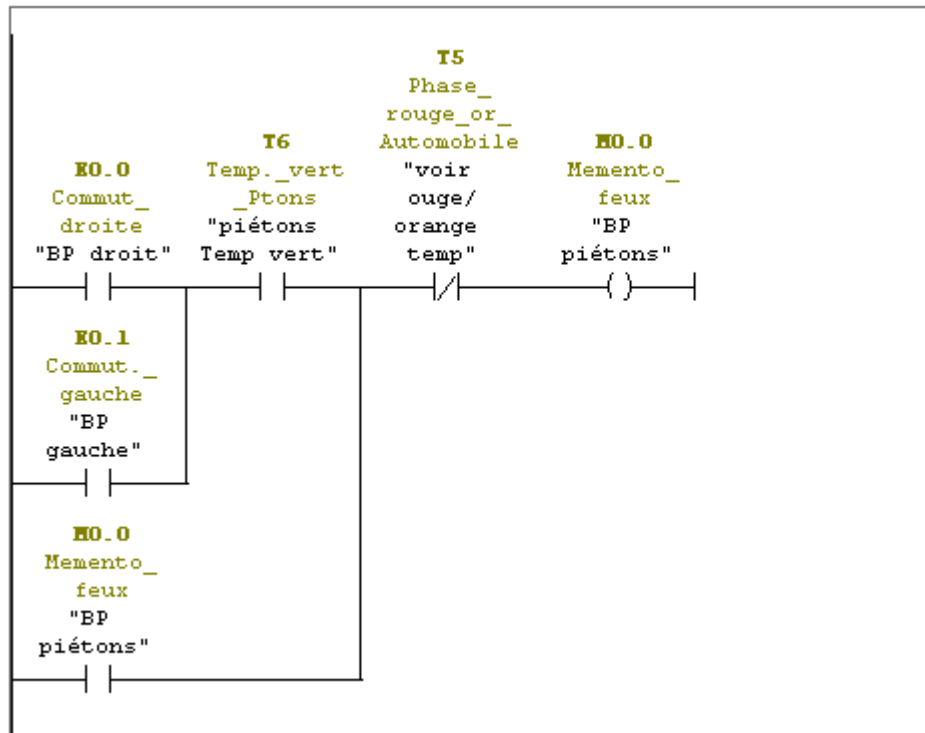 T5
Phase_
rouge_or_
Automobile
"voir
ouge/
orange
temp"
T6
Temp._vert
_Ptons
"piétons
Temp vert"
M0.0
Memento_
feux
"BP
piétons"
E0.0
Commut_
droite
"BP droit"
E0.1
Commut._
gauche
"BP
gauche"
M0.0
Memento_
feux
"BP
piétons"